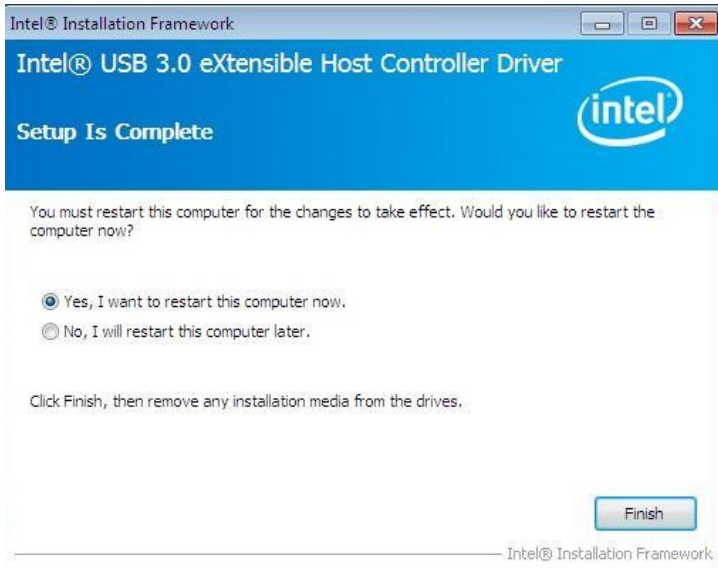 Intel® Installation Framework
Intel® USB 3.0 eXtensible Host Controller Driver
intel
Setup Is Complete
You must restart this computer for the changes to take effect. Would you like to restart the
computer now?
Yes, I want to restart this computer now.
No, I will restart this computer later.
Click Finish, then remove any installation media from the drives.
Finish
Intel® Installation Framework